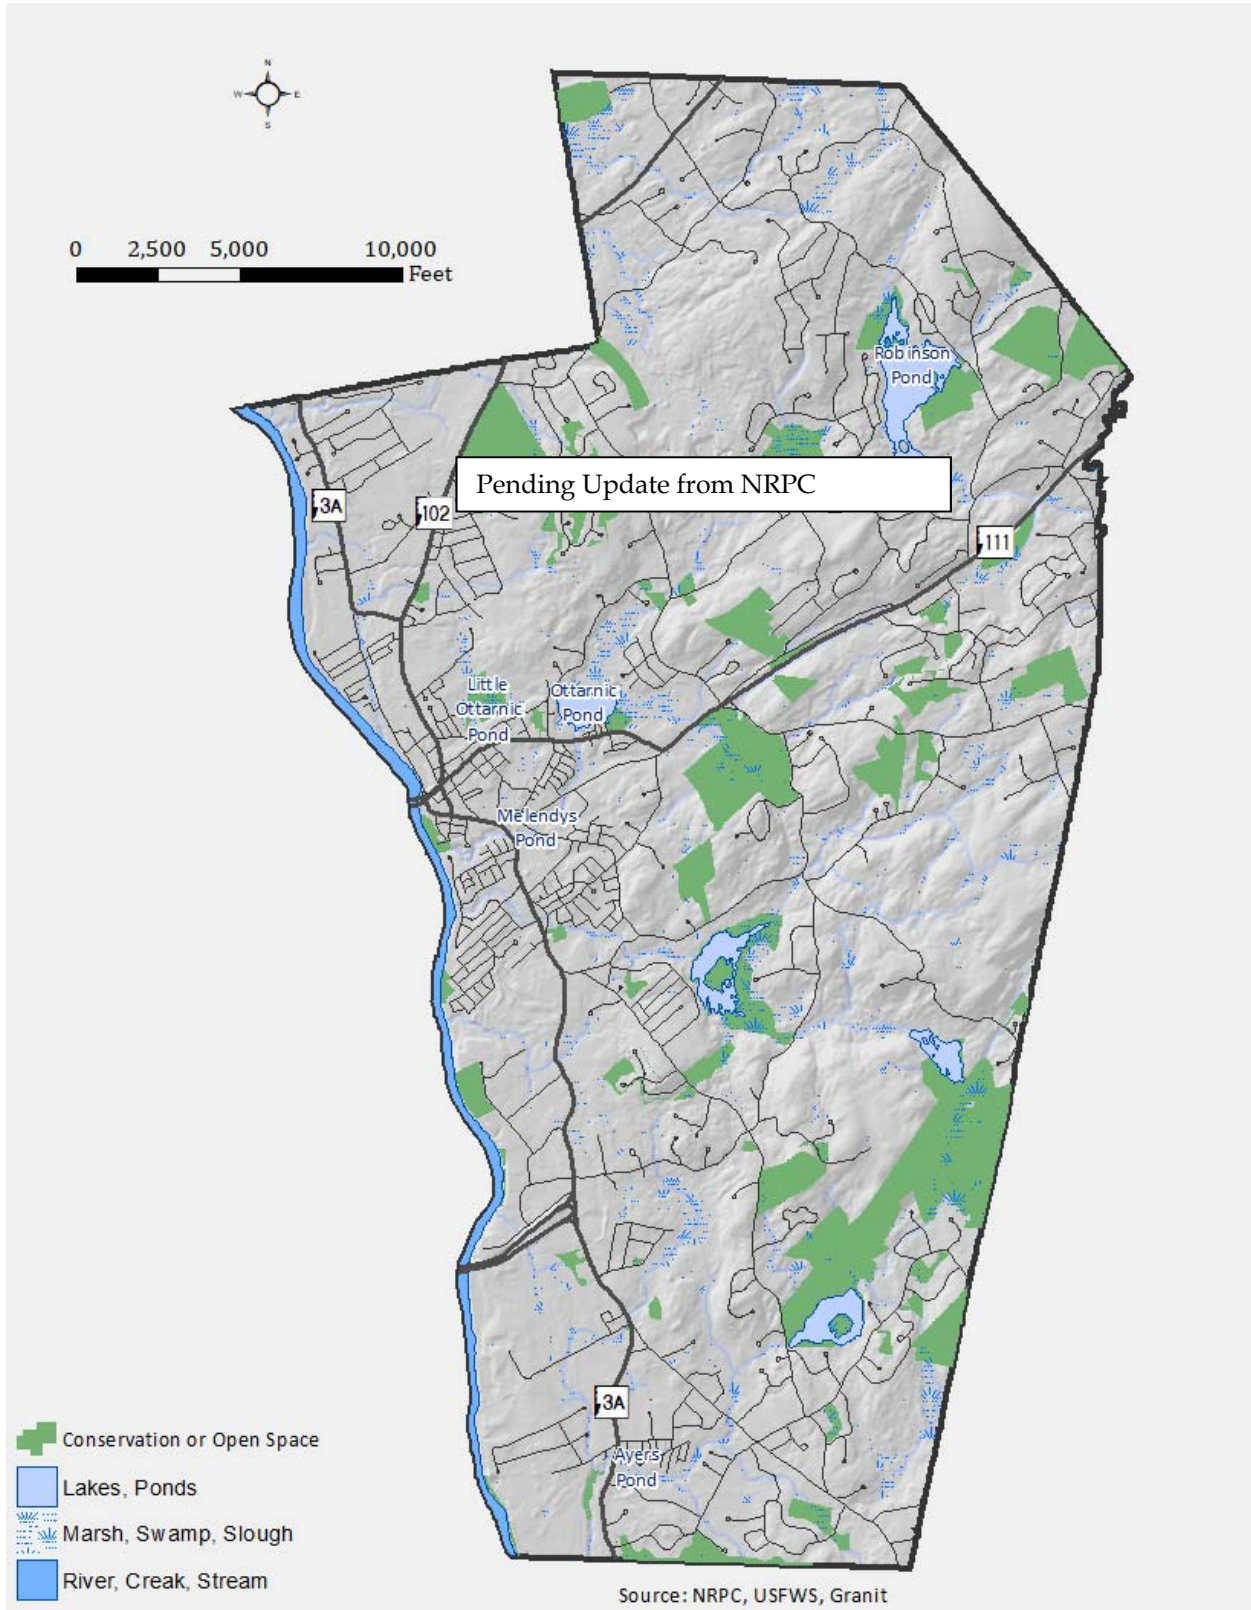 N
W E
S
0 2,500 5,000 10,000
Feet
Robinson
Pond
Pending Update from NRPC
3A
102
111
Little
Ottarnic
Pond
Ottarnic
Pond
Melendys
Pond
3A
Ayers
Pond
Conservation or Open Space
Lakes, Ponds
Marsh, Swamp, Slough
River, Creak, Stream
Source: NRPC, USFWS, Granit